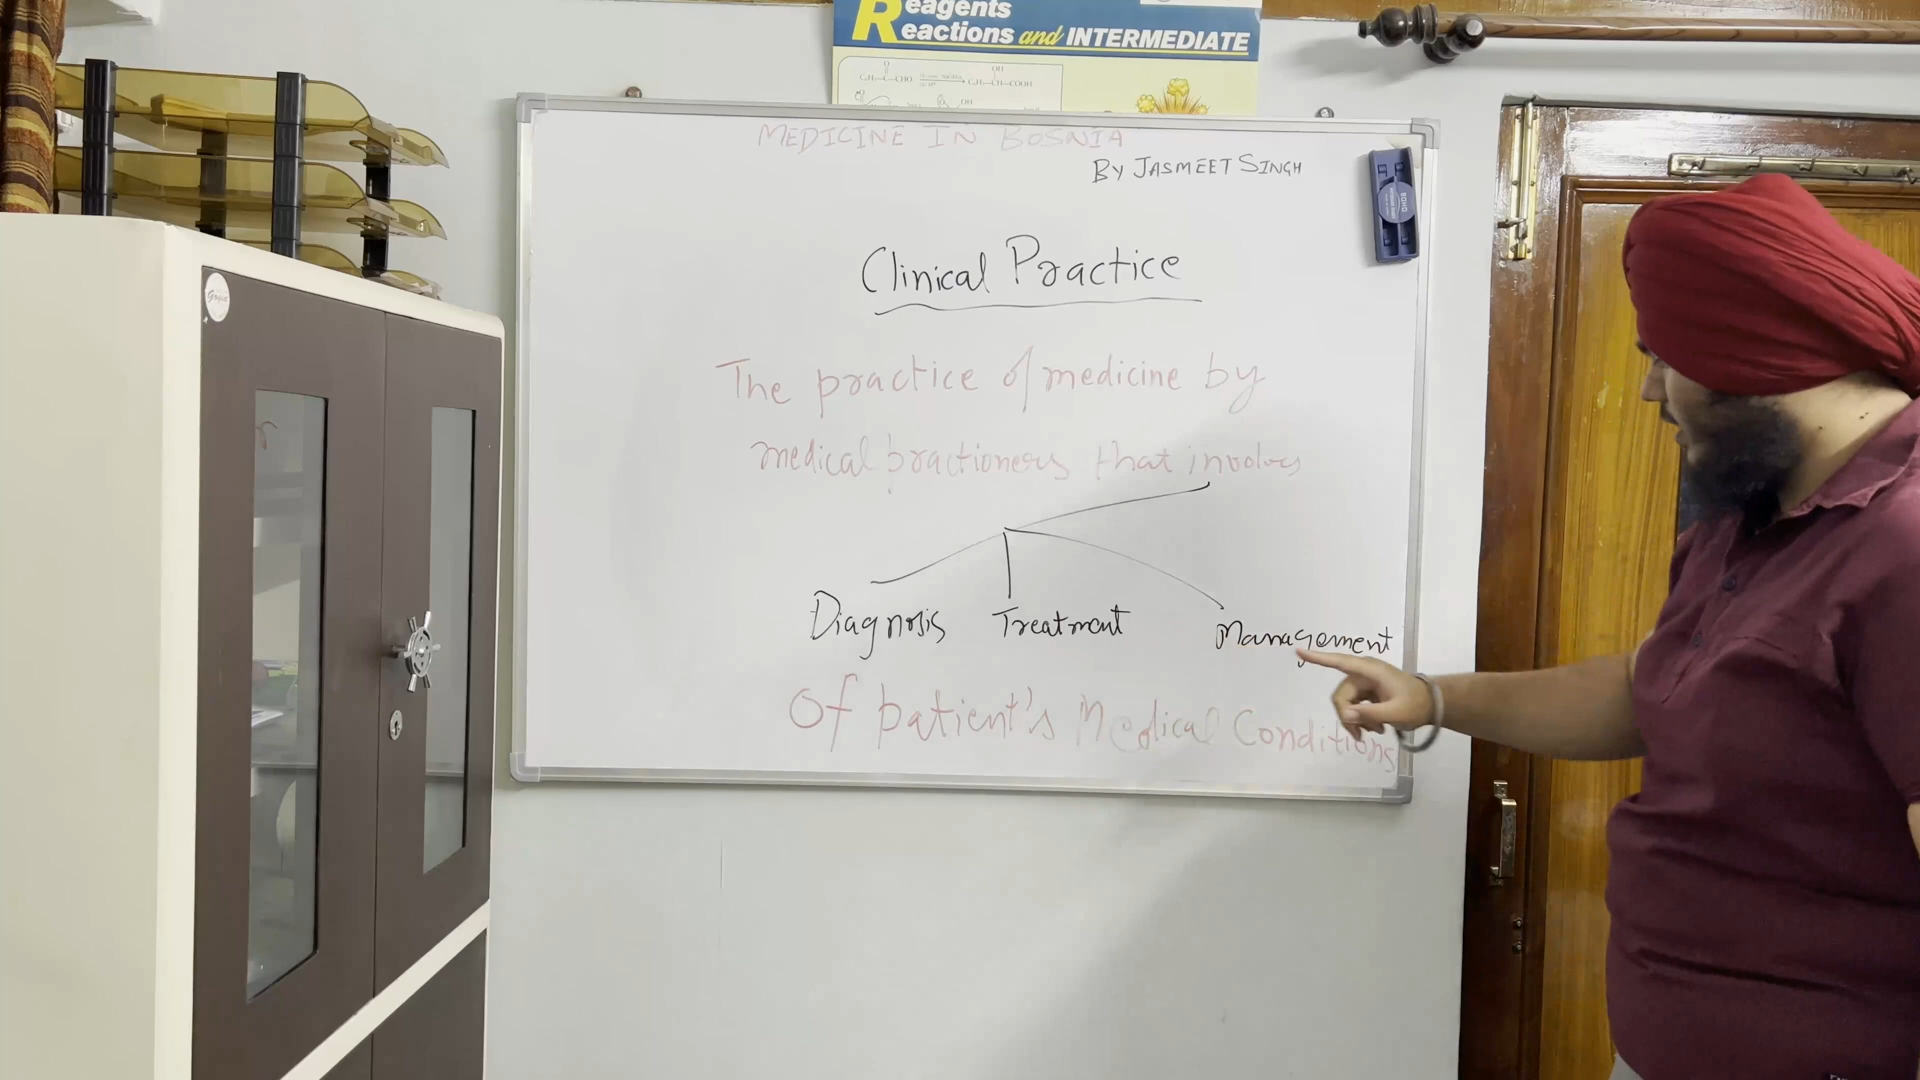 Reagents
Reactions and INTERMEDIATE
MEDICINE IN BOSNIA
BY JASMEET SINGH
Clinical Practice
The practice of medicine by
medical practioners that involves
Diagnosis Treatment Management
Of patient's Medical Conditions